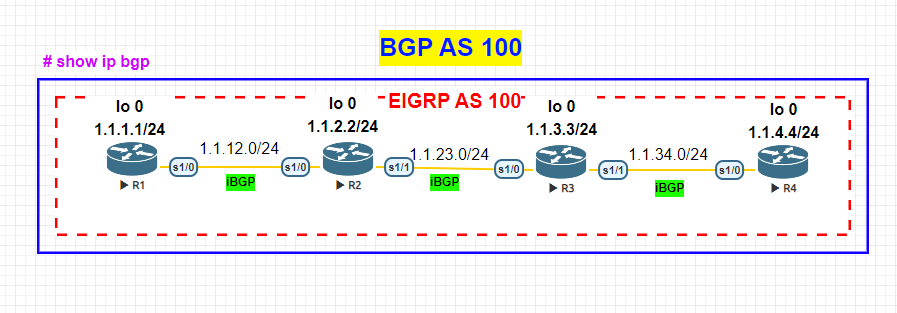 BGP AS 100
# show ip bgp
EIGRP AS 100
lo 0
1.1.1.1/24
lo 0
1.1.2.2/24
lo 0
1.1.3.3/24
lo 0
1.1.4.4/24
1.1.12.0/24
1.1.23.0/24
1.1.34.0/24
s1/0
s1/0
s1/1
s1/0
s1/1
s1/0
R1
iBGP
R2
iBGP
R3
iBGP
R4